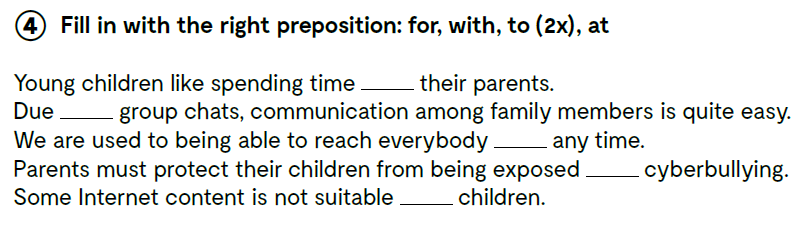 4 Fill in with the right preposition: for, with, to (2x), at
Young children like spending time _____ their parents.
Due _____ group chats, communication among family members is quite easy.
We are used to being able to reach everybody _____ any time.
Parents must protect their children from being exposed _____ cyberbullying.
Some Internet content is not suitable _____ children.